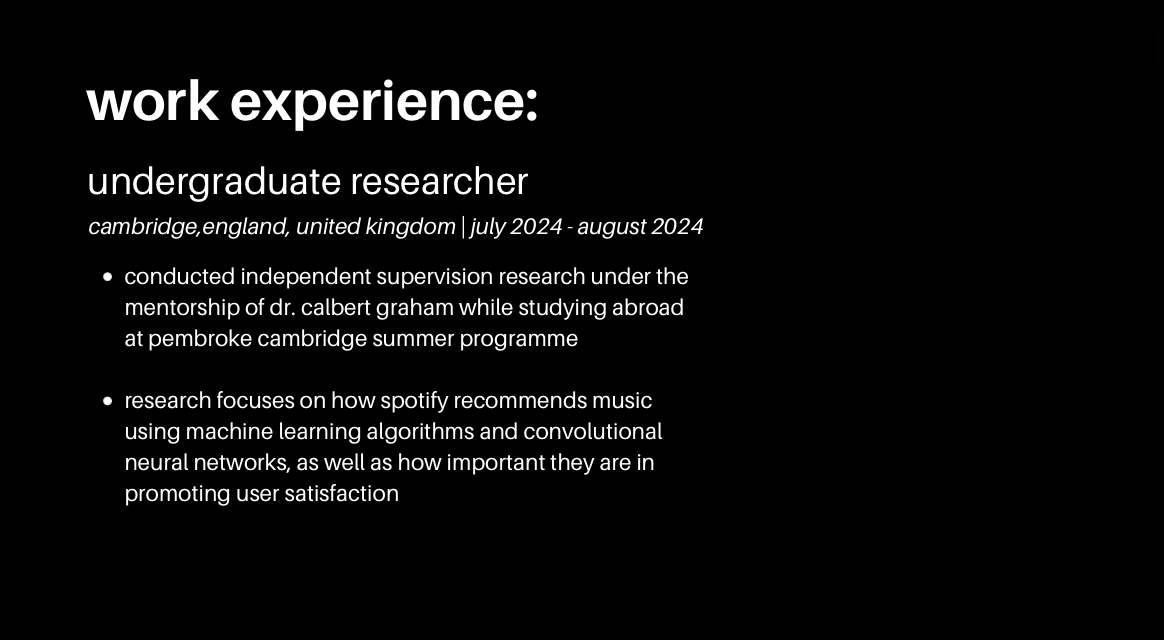 work experience:
undergraduate researcher
cambridge,england, united kingdom | july 2024 - august 2024
• conducted independent supervision research under the
mentorship of dr. calbert graham while studying abroad
at pembroke cambridge summer programme
• research focuses on how spotify recommends music
using machine learning algorithms and convolutional
neural networks, as well as how important they are in
promoting user satisfaction